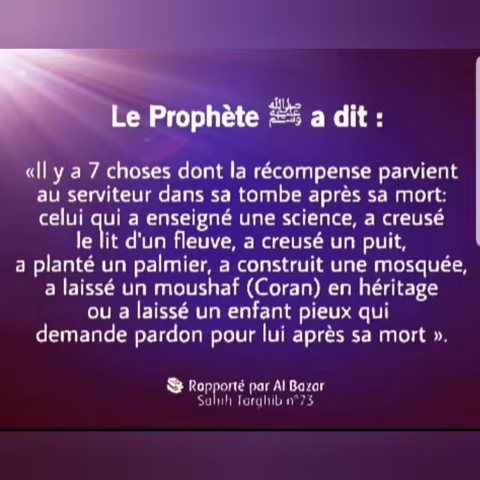 Le Prophète ﷺ a dit :
«Il y a 7 choses dont la récompense parvient
au serviteur dans sa tombe après sa mort:
celui qui a enseigné une science, a creusé
le lit d'un fleuve, a creusé un puit,
a planté un palmier, a construit une mosquée,
a laissé un moushaf (Coran) en héritage
ou a laissé un enfant pieux qui
demande pardon pour lui après sa mort ».
Rapporté par Al Bazar
Sahih Targhib n°73